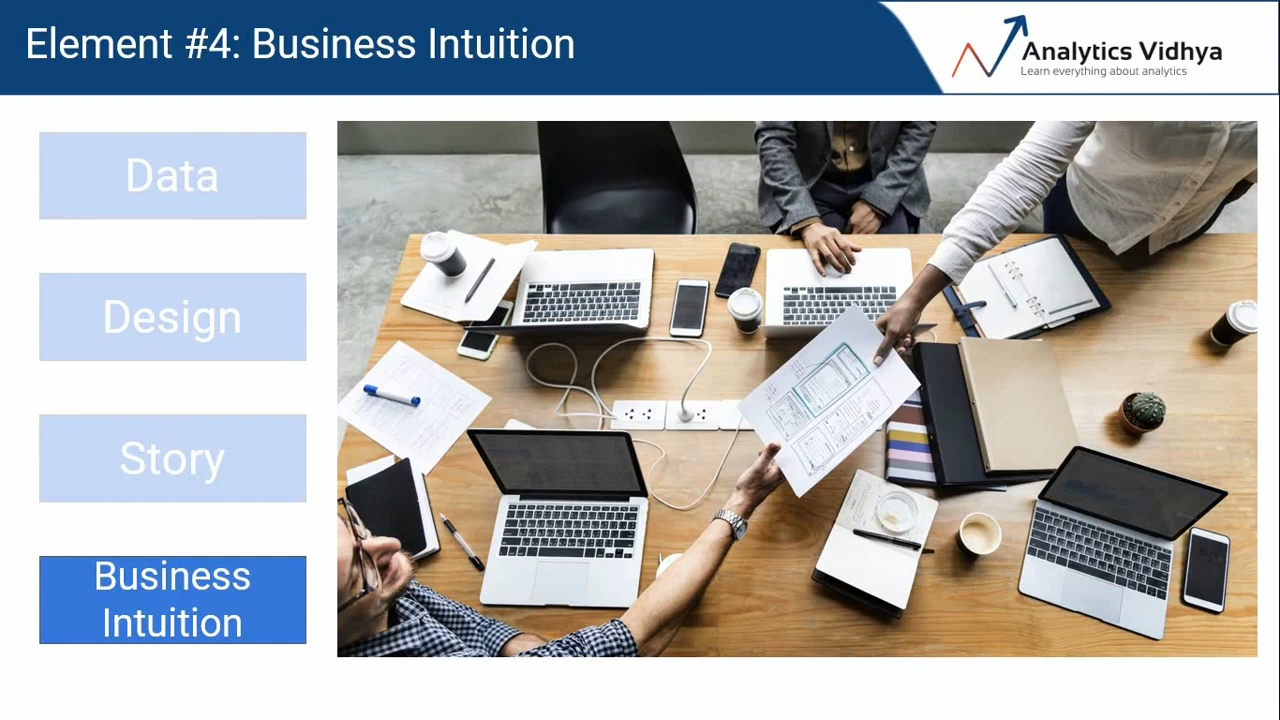 Element #4: Business Intuition
Analytics Vidhya
Learn everything about analytics
Data
Design
Story
Business
Intuition